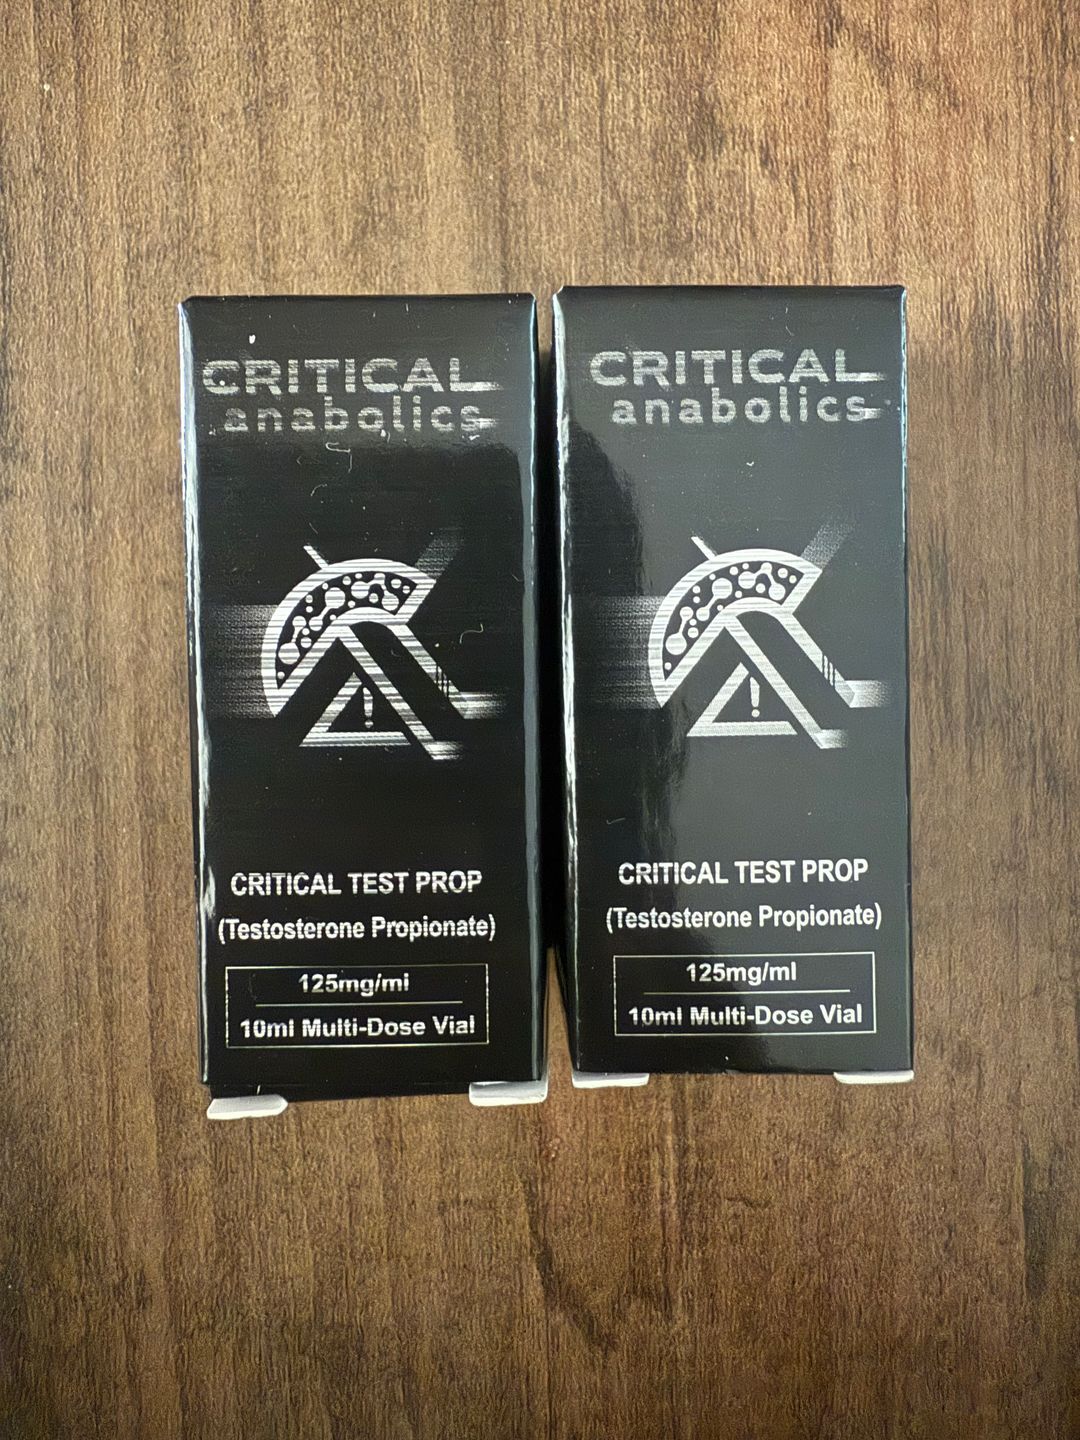 CRITICAL
anabolics
CRITICAL TEST PROP
(Testosterone Propionate)
125mg/ml
10ml Multi-Dose Vial
CRITICAL
anabolics
CRITICAL TEST PROP
(Testosterone Propionate)
125mg/ml
10ml Multi-Dose Vial